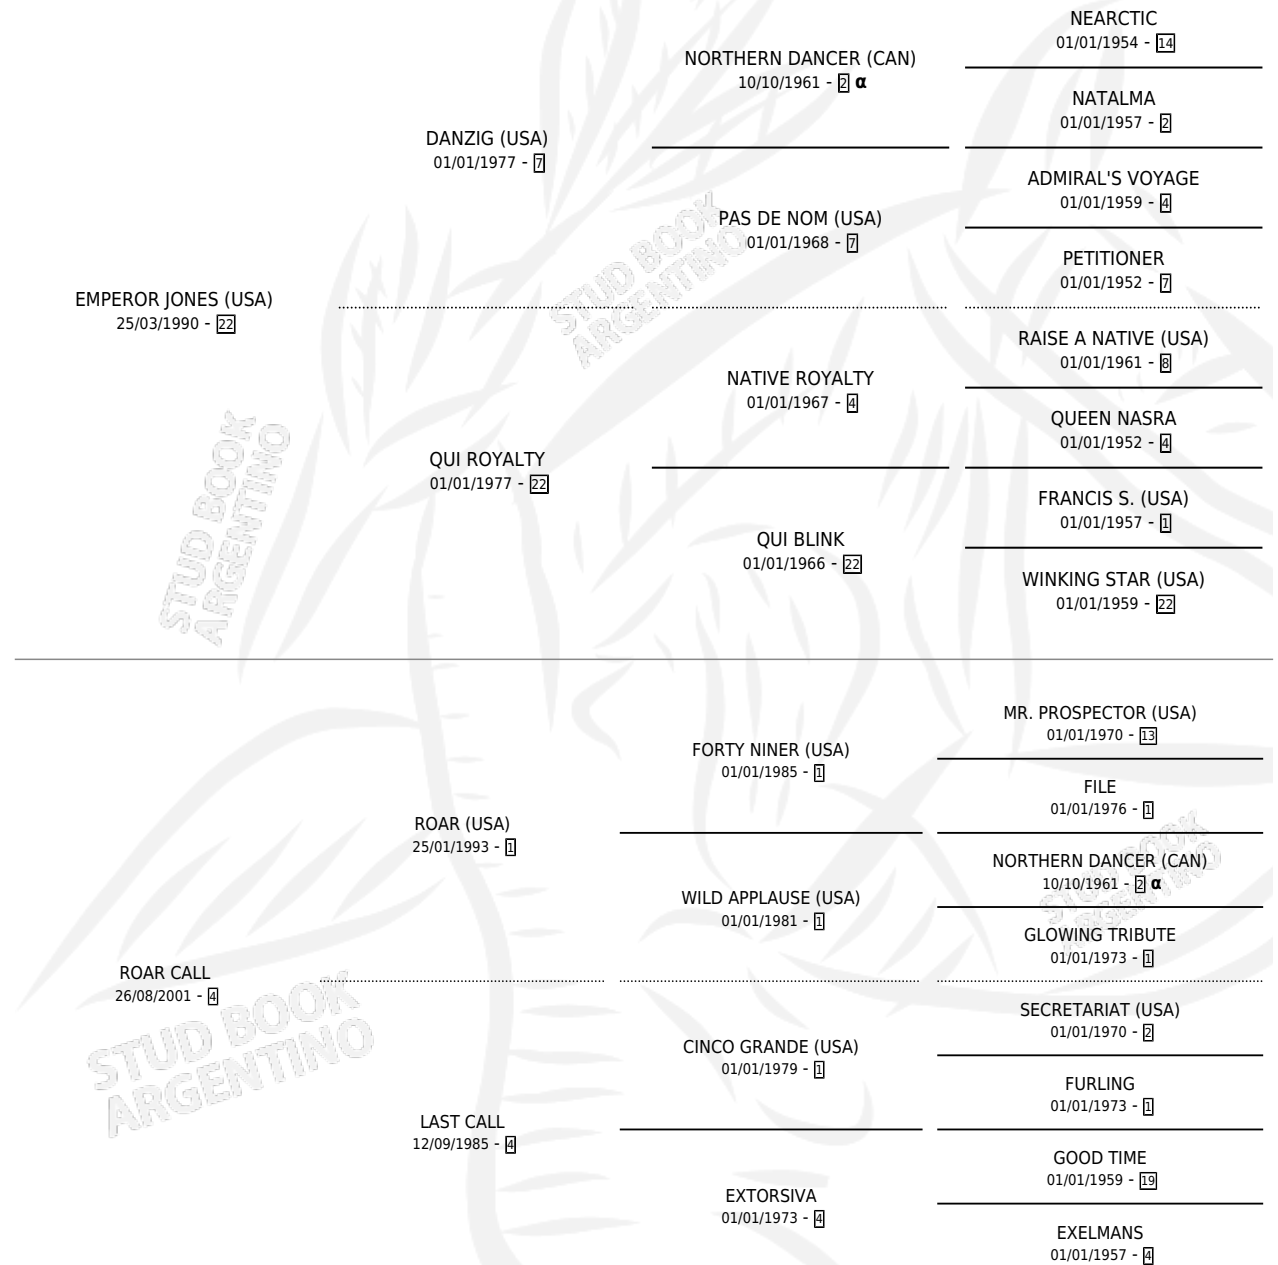 NEARCTIC
01/01/1954 - 14
NORTHERN DANCER (CAN)
10/10/1961 - 2 α
NATALMA
01/01/1957 - 2
DANZIG (USA)
01/01/1977 - 7
ADMIRAL'S VOYAGE
01/01/1959 - 4
PAS DE NOM (USA)
01/01/1968 - 7
PETITIONER
01/01/1952 - 7
EMPEROR JONES (USA)
25/03/1990 - 22
RAISE A NATIVE (USA)
01/01/1961 - 8
NATIVE ROYALTY
01/01/1967 - 4
QUEEN NASRA
01/01/1952 - 4
QUI ROYALTY
01/01/1977 - 22
FRANCIS S. (USA)
01/01/1957 - 1
QUI BLINK
01/01/1966 - 22
WINKING STAR (USA)
01/01/1959 - 22
MR. PROSPECTOR (USA)
01/01/1970 - 13
FORTY NINER (USA)
01/01/1985 - 1
FILE
01/01/1976 - 1
ROAR (USA)
25/01/1993 - 1
NORTHERN DANCER (CAN)
10/10/1961 - 2 α
WILD APPLAUSE (USA)
01/01/1981 - 1
GLOWING TRIBUTE
01/01/1973 - 1
ROAR CALL
26/08/2001 - 4
SECRETARIAT (USA)
01/01/1970 - 2
CINCO GRANDE (USA)
01/01/1979 - 1
FURLING
01/01/1973 - 1
LAST CALL
12/09/1985 - 4
GOOD TIME
01/01/1959 - 19
EXTORSIVA
01/01/1973 - 4
EXELMANS
01/01/1957 - 4
STUD BOOK
ARGENTINO
STUD BOOK
ARGENTINO
STUD BOOK
ARGENTINO
STUD BOOK
ARGENTINO